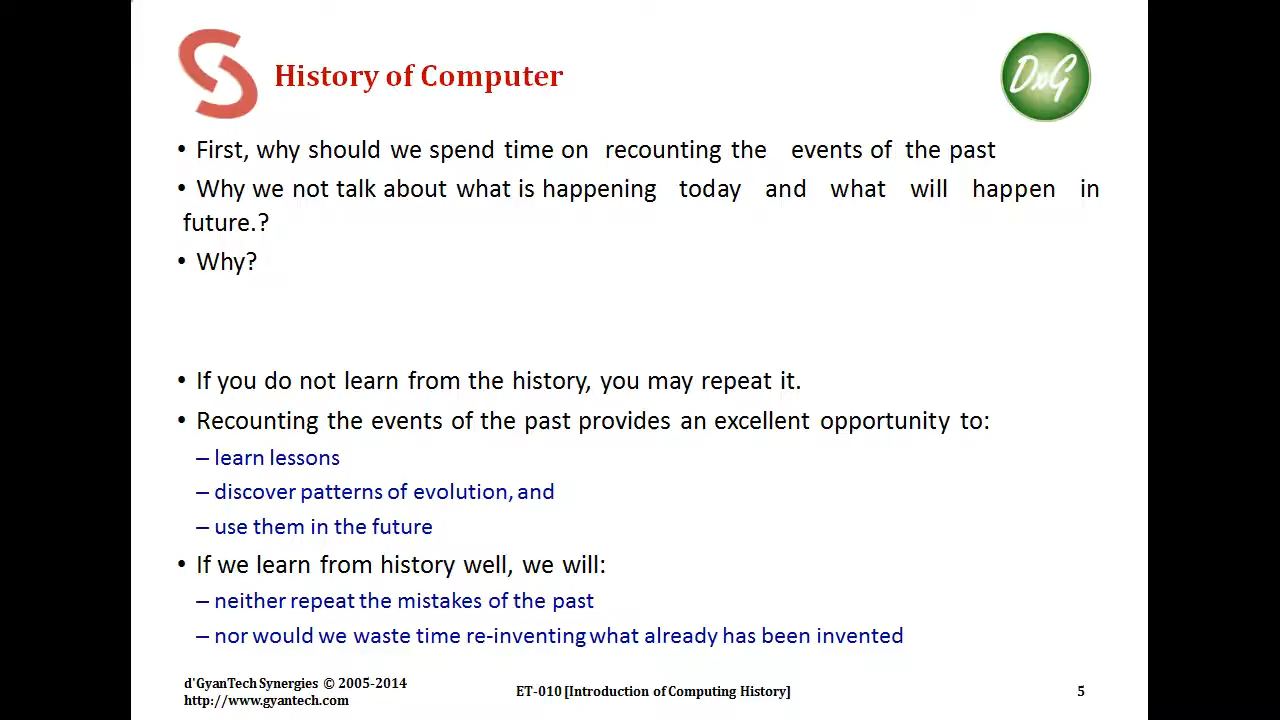 History of Computer
DxG
• First, why should we spend time on recounting the events of the past
• Why we not talk about what is happening today and what will happen in
future.?
• Why?
• If you do not learn from the history, you may repeat it.
• Recounting the events of the past provides an excellent opportunity to:
– learn lessons
– discover patterns of evolution, and
– use them in the future
• If we learn from history well, we will:
– neither repeat the mistakes of the past
– nor would we waste time re-inventing what already has been invented
d'GyanTech Synergies © 2005-2014
http://www.gyantech.com
ET-010 [Introduction of Computing History]
5